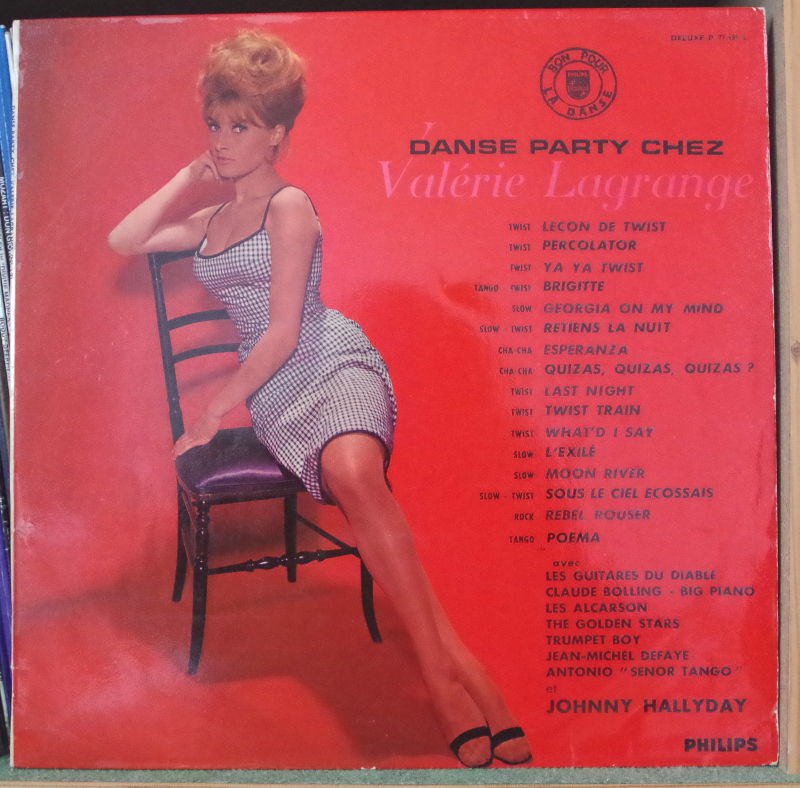 DELUXE P
BON POUR
PHILIPS
LA DANSE
DANSE PARTY CHEZ
Valérie Lagrange
TWIST LECON DE TWIST
TWIST PERCOLATOR
TWIST YA YA TWIST
TANGO - TWIST BRIGITTE
SLOW GEORGIA ON MY MIND
SLOW - TWIST RETIENS LA NUIT
CHA-CHA ESPERANZA
CHA-CHA QUIZAS, QUIZAS, QUIZAS ?
TWIST LAST NIGHT
TWIST TWIST TRAIN
TWIST WHAT'D I SAY
SLOW L'EXILÉ
SLOW MOON RIVER
SLOW - TWIST SOUS LE CIEL ECOSSAIS
ROCK REBEL ROUSER
TANGO POEMA
avec
LES GUITARES DU DIABLE
CLAUDE BOLLING - BIG PIANO
LES ALCARSON
THE GOLDEN STARS
TRUMPET BOY
JEAN-MICHEL DEFAYE
ANTONIO "SENOR TANGO"
et
JOHNNY HALLYDAY
PHILIPS